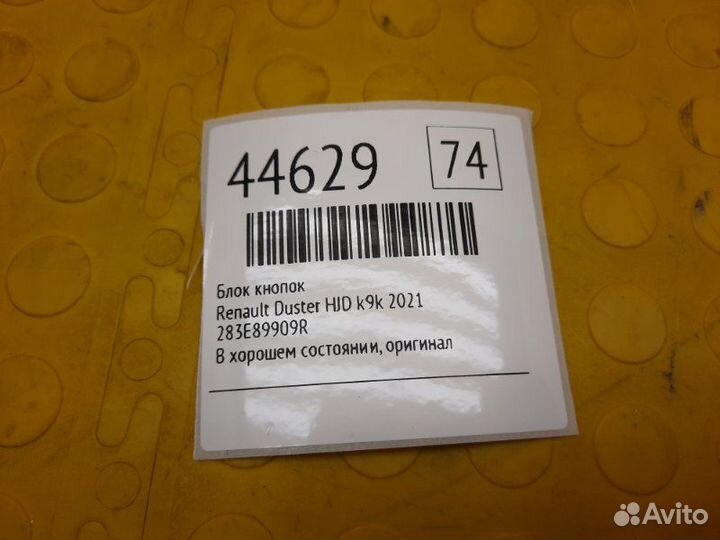 44629
74
Блок кнопок
Renault Duster HJD k9k 2021
283E89909R
В хорошем состоянии, оригинал
Avito